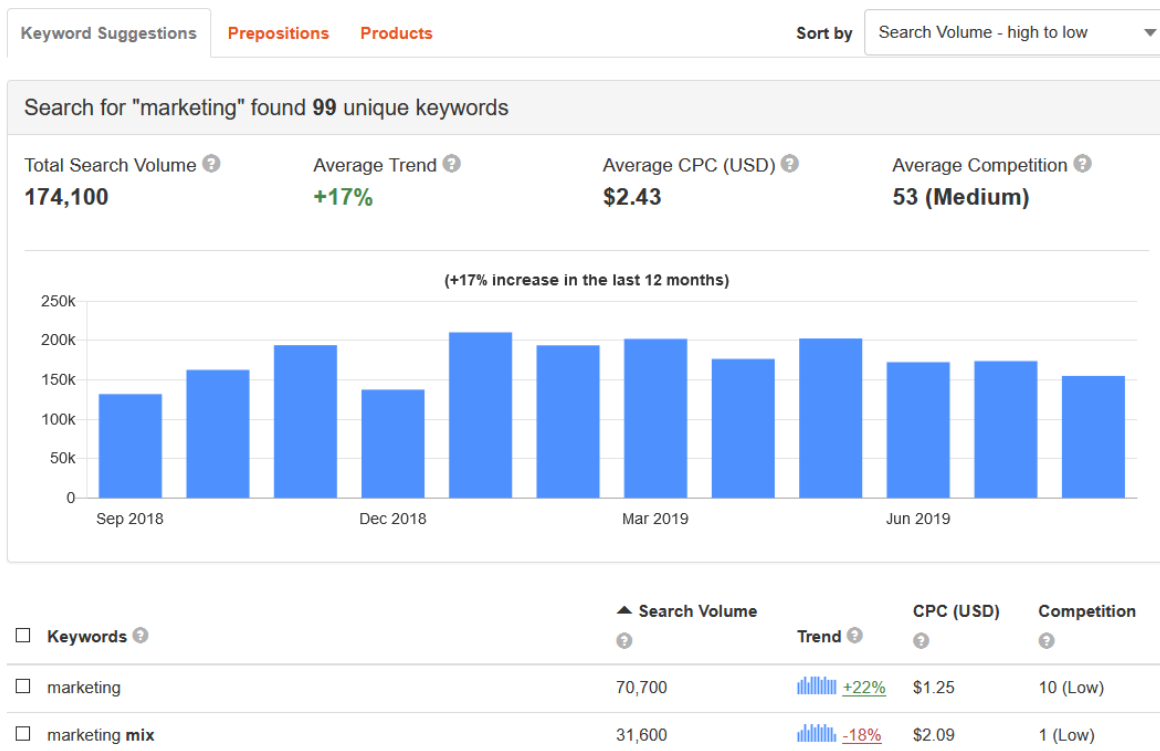 Keyword Suggestions Prepositions Products Sort by Search Volume - high to low
Search for "marketing" found 99 unique keywords
Total Search Volume ? Average Trend ? Average CPC (USD) ? Average Competition ?
174,100 +17% $2.43 53 (Medium)
(+17% increase in the last 12 months)
250k
200k
150k
100k
50k
0
Sep 2018 Dec 2018 Mar 2019 Jun 2019
Keywords ? Search Volume ? Trend ? CPC (USD) ? Competition ?
marketing 70,700 +22% $1.25 10 (Low)
marketing mix 31,600 -18% $2.09 1 (Low)